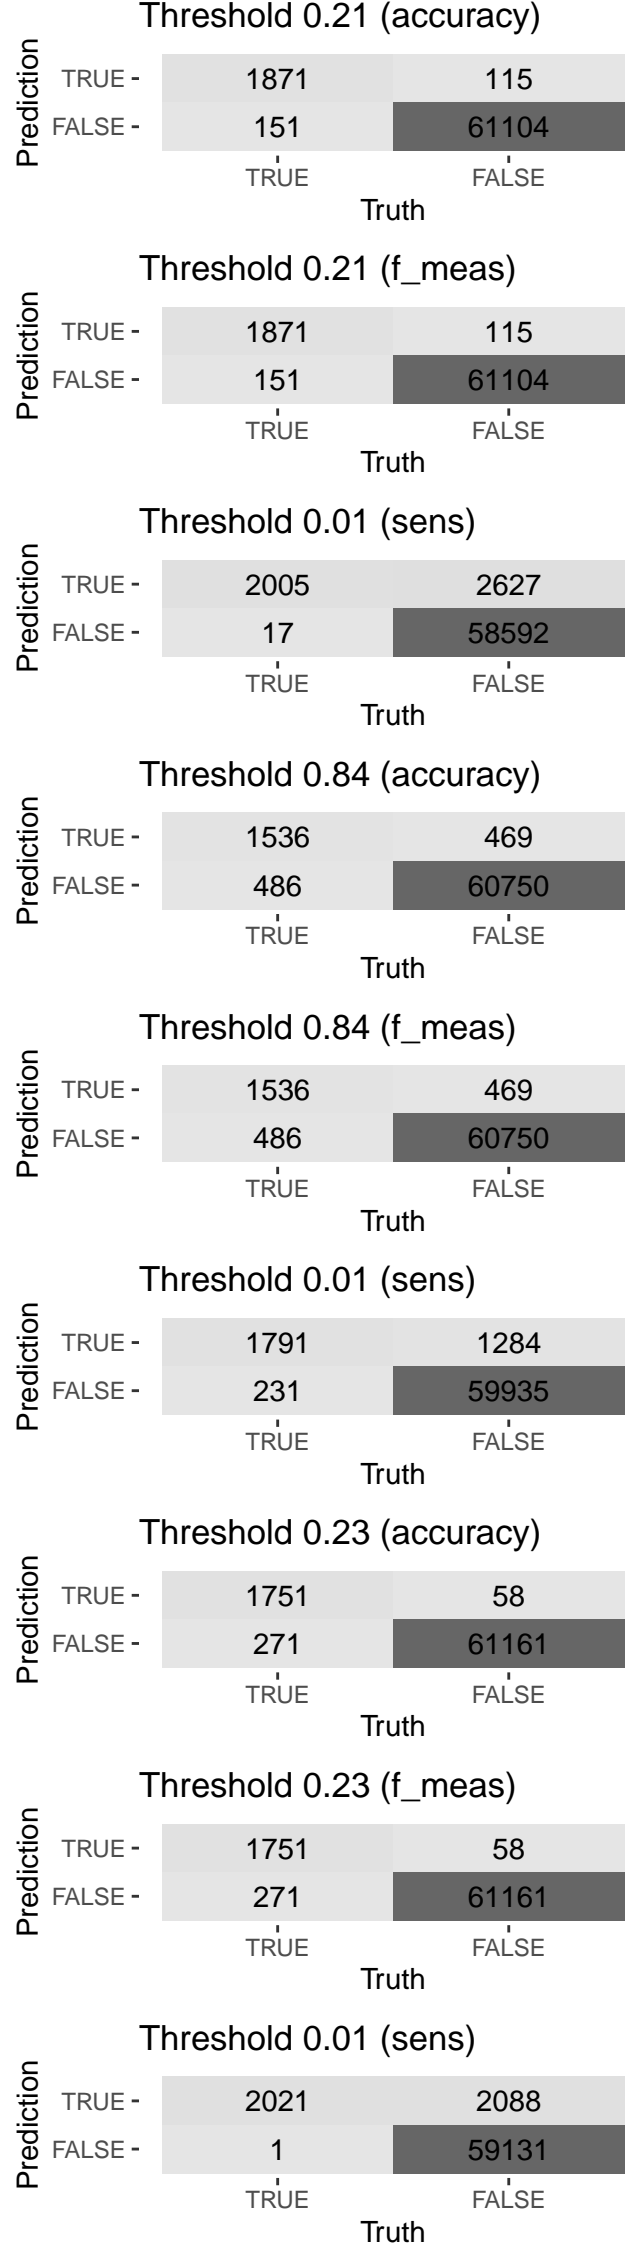 Threshold 0.21 (accuracy)
Prediction
TRUE 1871 115
FALSE 151 61104
TRUE FALSE
Truth
Threshold 0.21 (f_meas)
Prediction
TRUE 1871 115
FALSE 151 61104
TRUE FALSE
Truth
Threshold 0.01 (sens)
Prediction
TRUE 2005 2627
FALSE 17 58592
TRUE FALSE
Truth
Threshold 0.84 (accuracy)
Prediction
TRUE 1536 469
FALSE 486 60750
TRUE FALSE
Truth
Threshold 0.84 (f_meas)
Prediction
TRUE 1536 469
FALSE 486 60750
TRUE FALSE
Truth
Threshold 0.01 (sens)
Prediction
TRUE 1791 1284
FALSE 231 59935
TRUE FALSE
Truth
Threshold 0.23 (accuracy)
Prediction
TRUE 1751 58
FALSE 271 61161
TRUE FALSE
Truth
Threshold 0.23 (f_meas)
Prediction
TRUE 1751 58
FALSE 271 61161
TRUE FALSE
Truth
Threshold 0.01 (sens)
Prediction
TRUE 2021 2088
FALSE 1 59131
TRUE FALSE
Truth